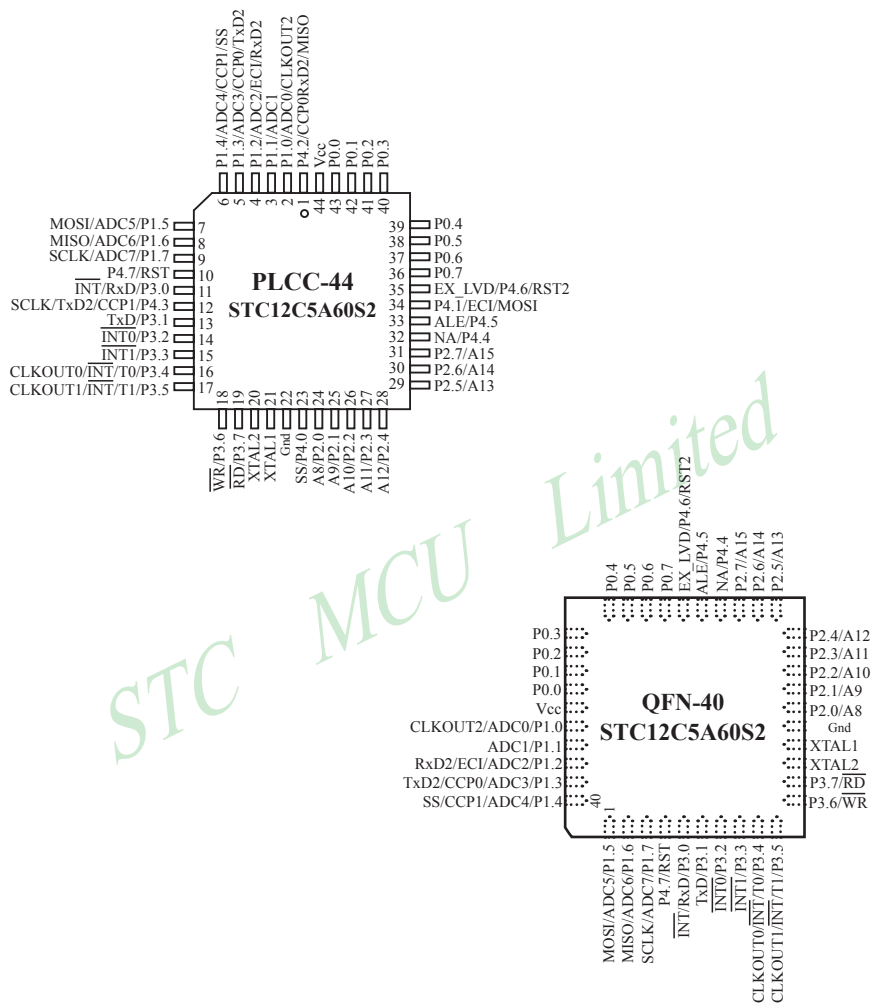 P1.4/ADC4/CCP1/SS
P1.3/ADC3/CCP0/TxD2
P1.2/ADC2/ECI/RxD2
P1.1/ADC1
P1.0/ADC0/CLKOUT2
P4.2/CCP0RxD2/MISO
Vcc
P0.0
P0.1
P0.2
P0.3
6
5
4
3
2
1
44
43
42
41
40
MOSI/ADC5/P1.5
7
MISO/ADC6/P1.6
8
SCLK/ADC7/P1.7
9
P4.7/RST
10
INT/RxD/P3.0
11
SCLK/TxD2/CCP1/P4.3
12
TxD/P3.1
13
INT0/P3.2
14
INT1/P3.3
15
CLKOUT0/INT/T0/P3.4
16
CLKOUT1/INT/T1/P3.5
17
PLCC-44
STC12C5A60S2
39
P0.4
38
P0.5
37
P0.6
36
P0.7
35
EX_LVD/P4.6/RST2
34
P4.1/ECI/MOSI
33
ALE/P4.5
32
NA/P4.4
31
P2.7/A15
30
P2.6/A14
29
P2.5/A13
18
19
20
21
22
23
24
25
26
27
28
WR/P3.6
RD/P3.7
XTAL2
XTAL1
Gnd
SS/P4.0
A8/P2.0
A9/P2.1
A10/P2.2
A11/P2.3
A12/P2.4
STC MCU Limited
P0.4
P0.5
P0.6
P0.7
EX_LVD/P4.6/RST2
ALE/P4.5
NA/P4.4
P2.7/A15
P2.6/A14
P2.5/A13
P0.3
P0.2
P0.1
P0.0
Vcc
CLKOUT2/ADC0/P1.0
ADC1/P1.1
RxD2/ECI/ADC2/P1.2
TxD2/CCP0/ADC3/P1.3
SS/CCP1/ADC4/P1.4
40
1
QFN-40
STC12C5A60S2
P2.4/A12
P2.3/A11
P2.2/A10
P2.1/A9
P2.0/A8
Gnd
XTAL1
XTAL2
P3.7/RD
P3.6/WR
MOSI/ADC5/P1.5
MISO/ADC6/P1.6
SCLK/ADC7/P1.7
P4.7/RST
INT/RxD/P3.0
TxD/P3.1
INT0/P3.2
INT1/P3.3
CLKOUT0/INT/T0/P3.4
CLKOUT1/INT/T1/P3.5